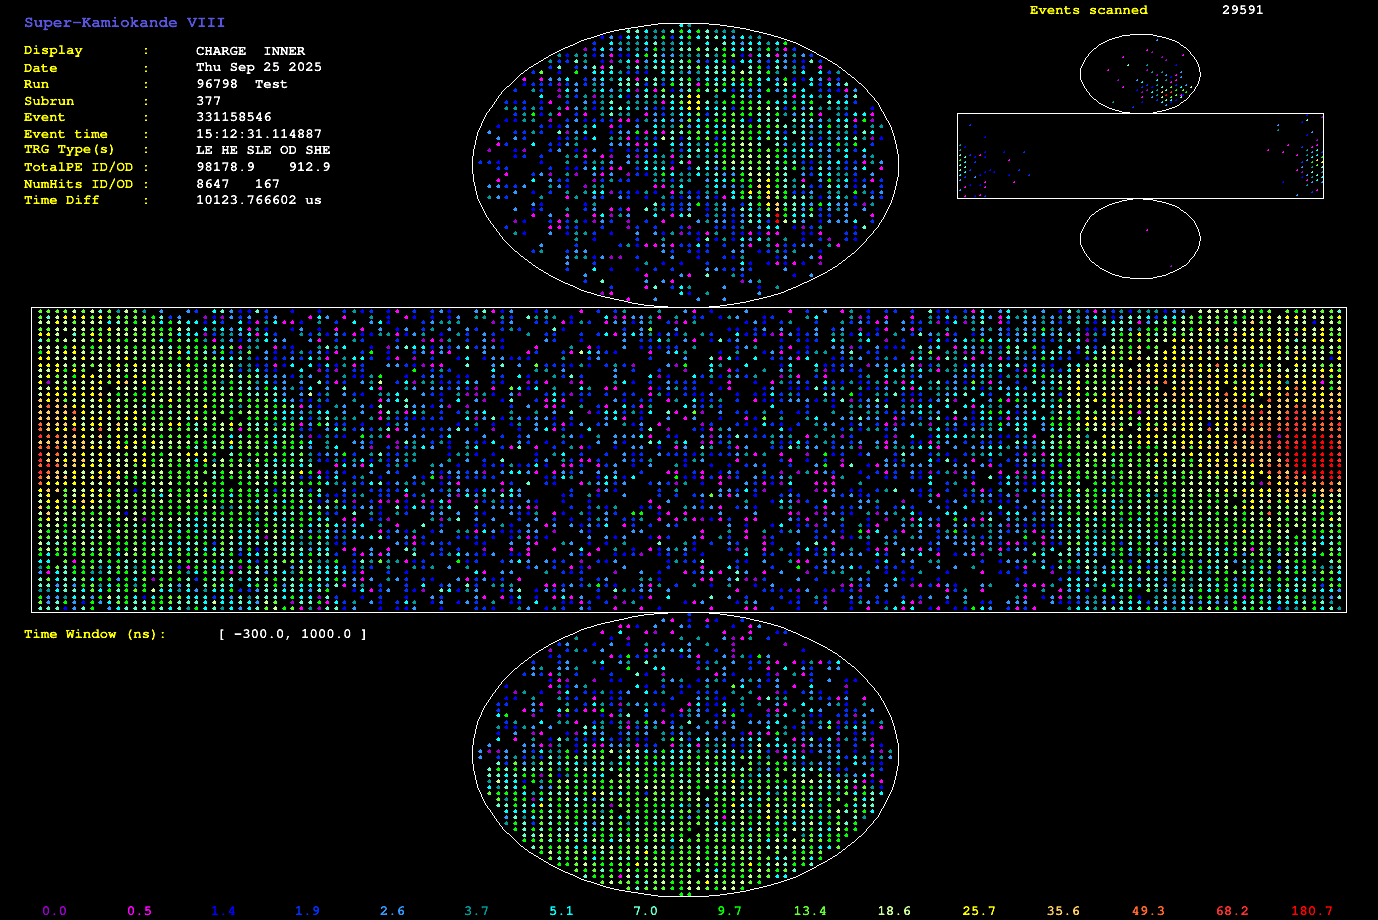 Super-Kamiokande VIII
Events scanned 29591
Display : CHARGE INNER
Date : Thu Sep 25 2025
Run : 96798 Test
Subrun : 377
Event : 331158546
Event time : 15:12:31.114887
TRG Type(s) : LE HE SLE OD SHE
TotalPE ID/OD : 98178.9 912.9
NumHits ID/OD : 8647 167
Time Diff : 10123.766602 us
Time Window (ns): [ -300.0, 1000.0 ]
0.0 0.5 1.4 1.9 2.6 3.7 5.1 7.0 9.7 13.4 18.6 25.7 35.6 49.3 68.2 180.7